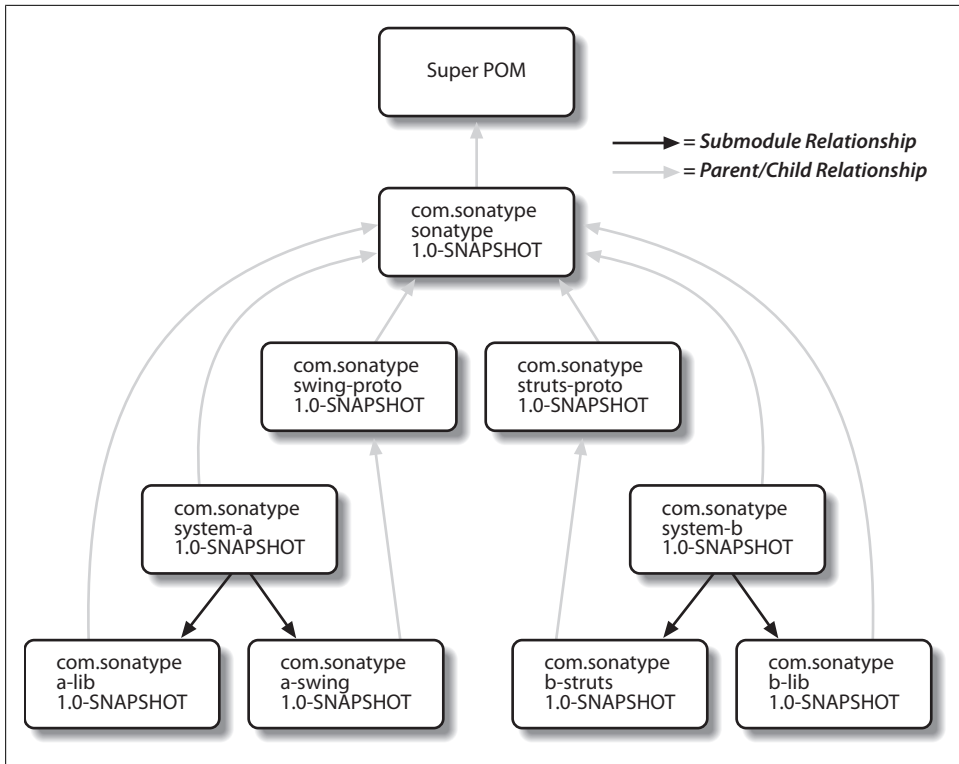 Super POM
= Submodule Relationship
= Parent/Child Relationship
com.sonatype
sonatype
1.0-SNAPSHOT
com.sonatype
swing-proto
1.0-SNAPSHOT
com.sonatype
struts-proto
1.0-SNAPSHOT
com.sonatype
system-a
1.0-SNAPSHOT
com.sonatype
system-b
1.0-SNAPSHOT
com.sonatype
a-lib
1.0-SNAPSHOT
com.sonatype
a-swing
1.0-SNAPSHOT
com.sonatype
b-struts
1.0-SNAPSHOT
com.sonatype
b-lib
1.0-SNAPSHOT